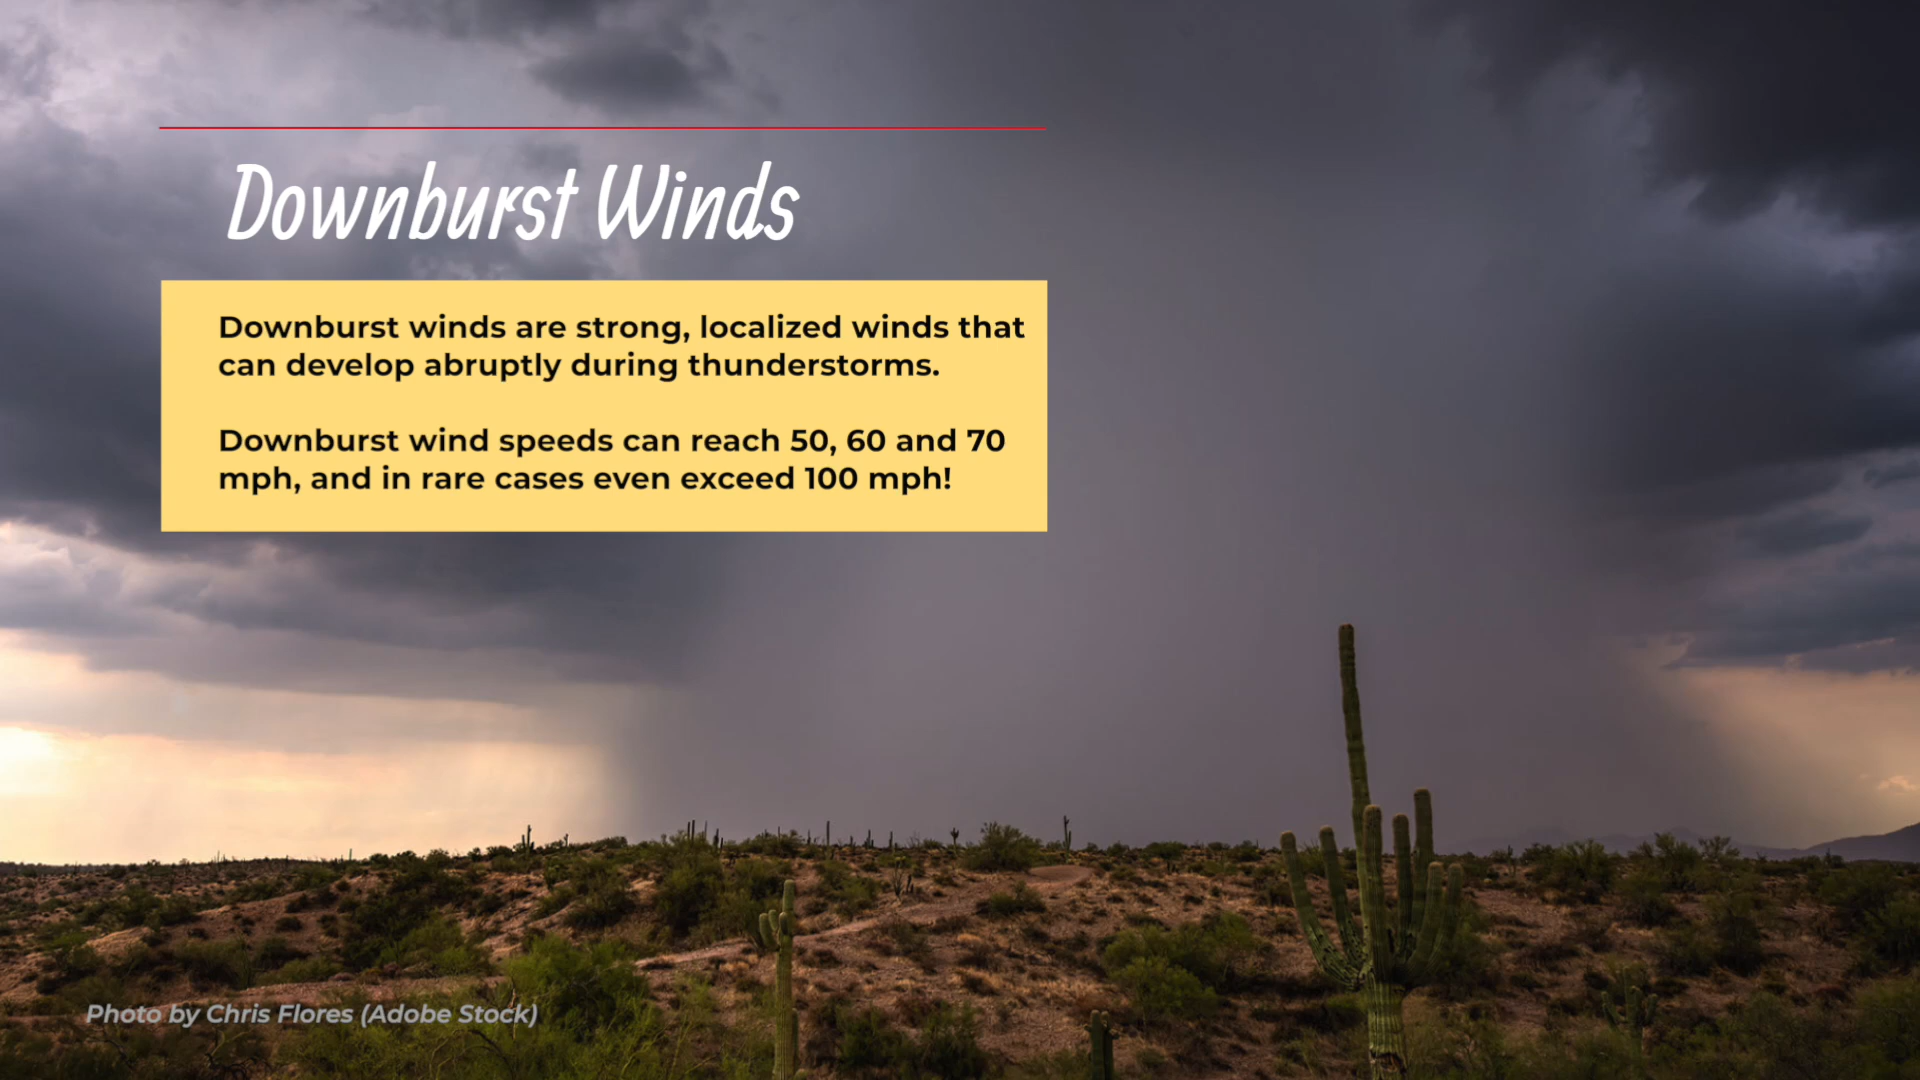 Downburst Winds
Downburst winds are strong, localized winds that
can develop abruptly during thunderstorms.
Downburst wind speeds can reach 50, 60 and 70
mph, and in rare cases even exceed 100 mph!
Photo by Chris Flores (Adobe Stock)